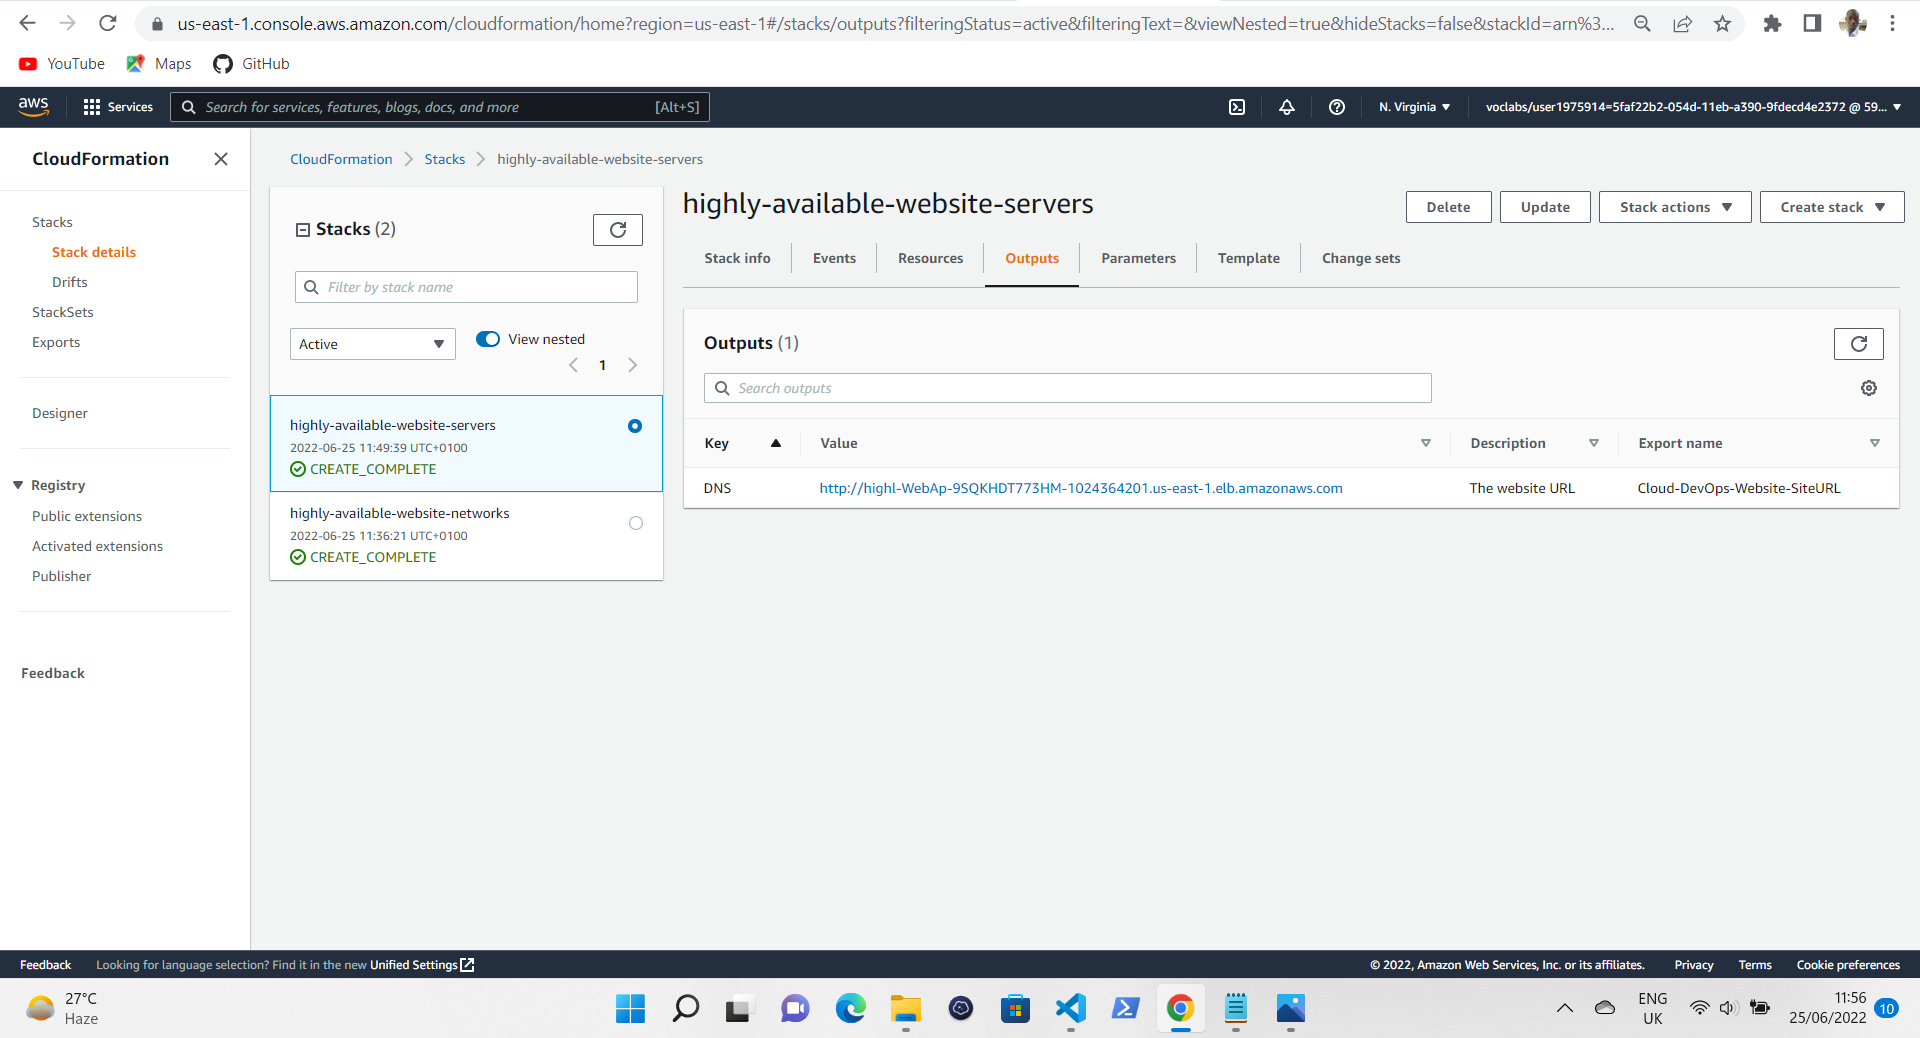 us-east-1.console.aws.amazon.com/cloudformation/home?region=us-east-1#/stacks/outputs?filteringStatus=active&filteringText=&viewNested=true&hideStacks=false&stackId=arn%3...
YouTube Maps GitHub
aws Services Search for services, features, blogs, docs, and more [Alt+S] N. Virginia voclabs/user1975914=5faf22b2-054d-11eb-a390-9fdecd4e2372 @ 59...
CloudFormation
Stacks
Stack details
Drifts
StackSets
Exports
Designer
Registry
Public extensions
Activated extensions
Publisher
Feedback
CloudFormation Stacks highly-available-website-servers
Stacks (2)
Filter by stack name
Active View nested
1
highly-available-website-servers
2022-06-25 11:49:39 UTC+0100
CREATE_COMPLETE
highly-available-website-networks
2022-06-25 11:36:21 UTC+0100
CREATE_COMPLETE
highly-available-website-servers
Delete Update Stack actions Create stack
Stack info Events Resources Outputs Parameters Template Change sets
Outputs (1)
Search outputs
Key Value Description Export name
DNS http://highl-WebAp-9SQKHDT773HM-1024364201.us-east-1.elb.amazonaws.com The website URL Cloud-DevOps-Website-SiteURL
Feedback Looking for language selection? Find it in the new Unified Settings © 2022, Amazon Web Services, Inc. or its affiliates. Privacy Terms Cookie preferences
27°C
Haze
ENG
UK
11:56
25/06/2022
10